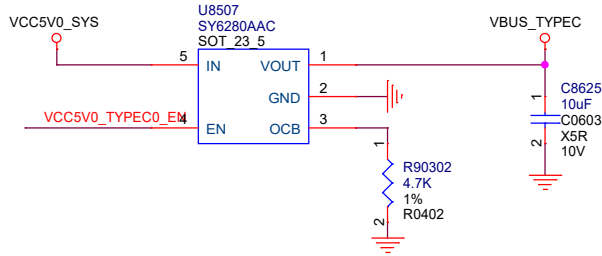 VCC5V0_SYS
U8507
SY6280AAC
SOT_23_5
VBUS_TYPEC
5 IN VOUT 1
GND 2
VCC5V0_TYPEC0_EN 4 EN OCB 3
1
R90302
4.7K
1%
R0402
2
1
C8625
10uF
C0603
X5R
10V
2